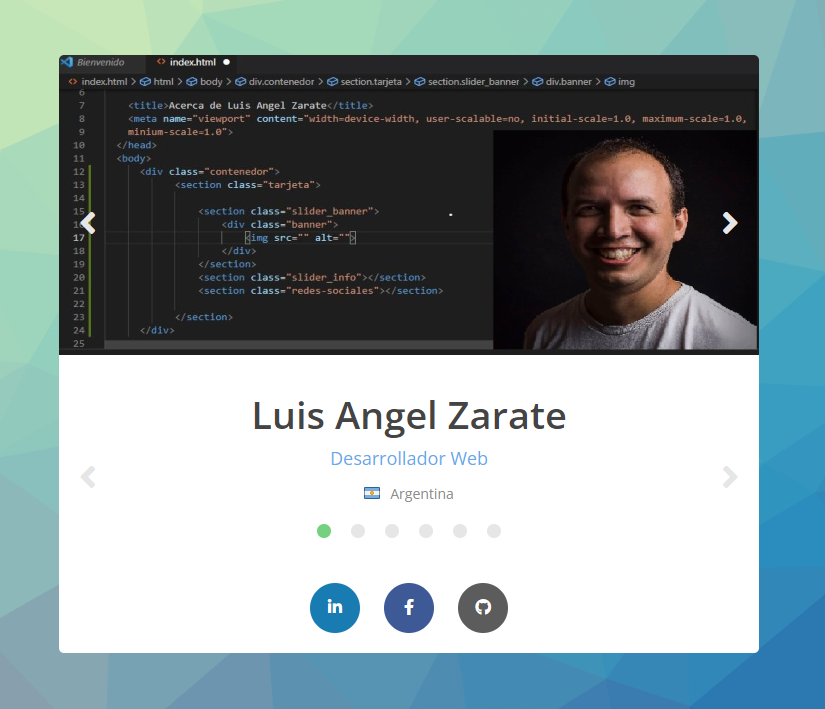 Bienvenido index.html
index.html > html > body > div.contenedor > section.tarjeta > section.slider_banner > div.banner > img
6
7 <title>Acerca de Luis Angel Zarate</title>
8 <meta name="viewport" content="width=device-width, user-scalable=no, initial-scale=1.0, maximum-scale=1.0,
9 minium-scale=1.0">
10 </head>
11 <body>
12 <div class="contenedor">
13 <section class="tarjeta">
14
15 <section class="slider_banner">
16 <div class="banner">
17 <img src="" alt="">
18 </div>
19 </section>
20 <section class="slider_info"></section>
21 <section class="redes-sociales"></section>
22
23 </section>
24 </div>
25
Luis Angel Zarate
Desarrollador Web
Argentina
in f